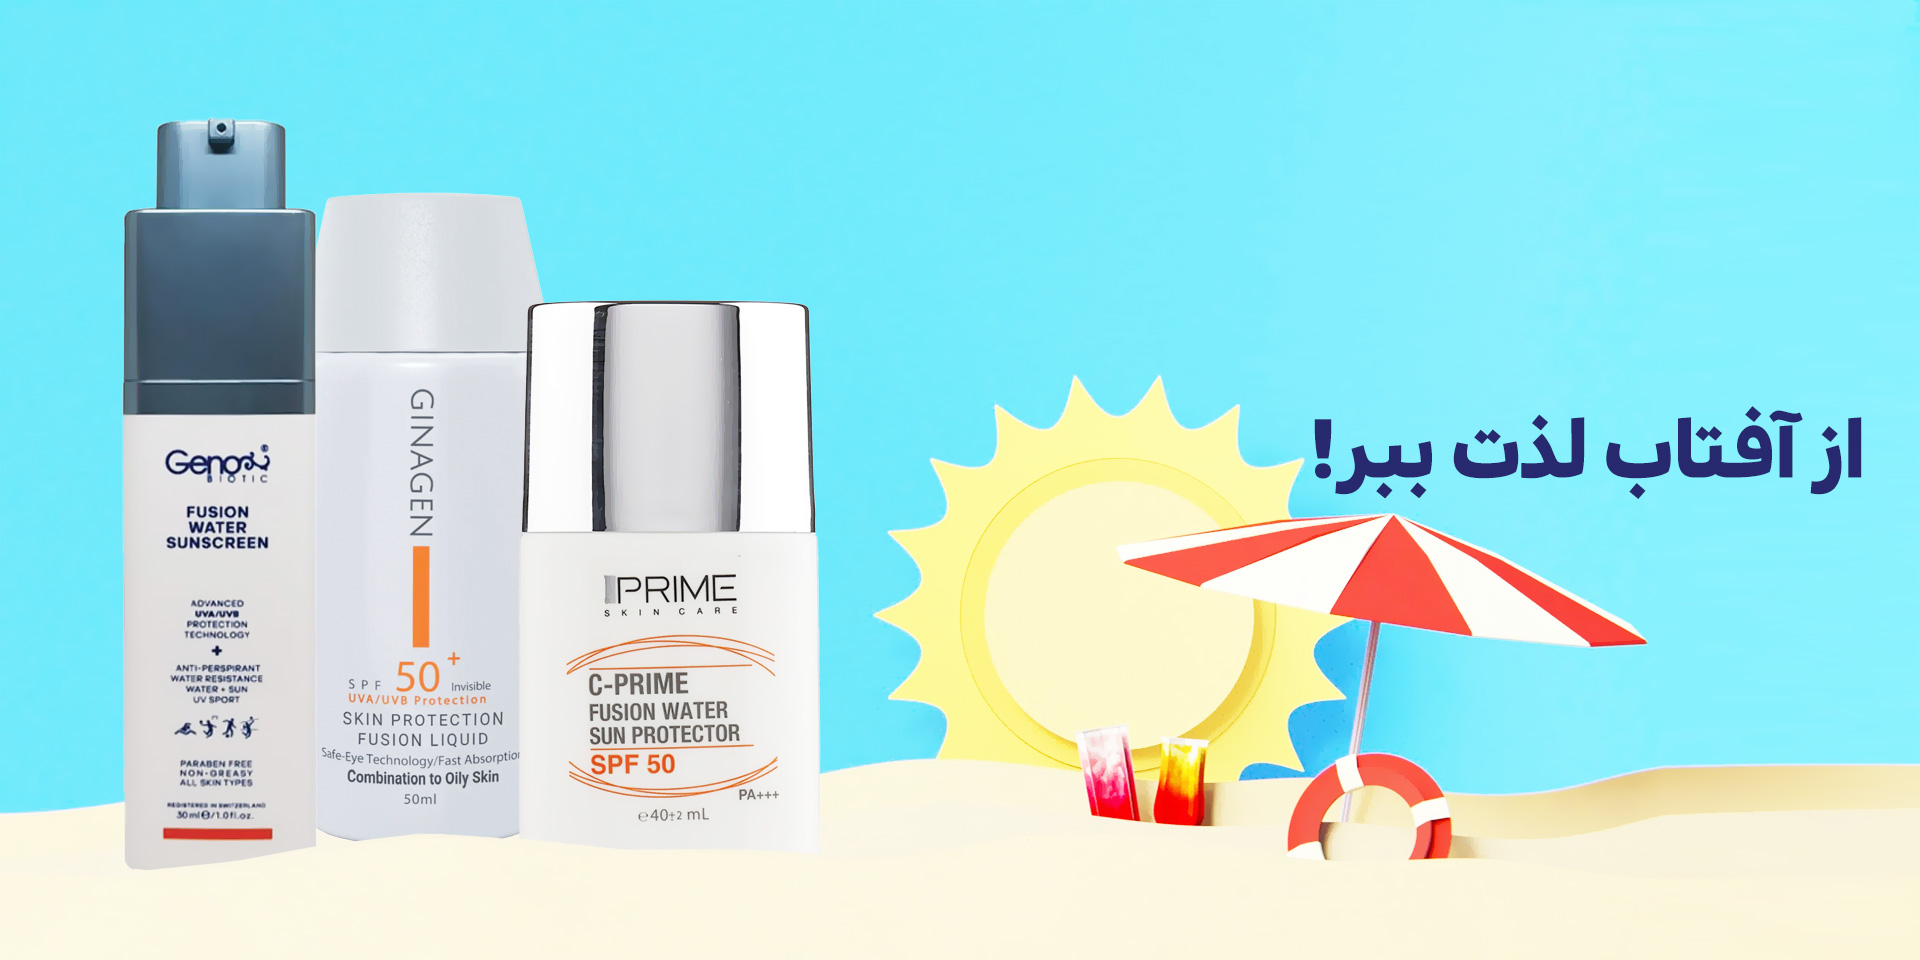 از آفتاب لذت ببر!
Geno
BIOTIC
FUSION
WATER
SUNSCREEN
ADVANCED
UVA/UVB
PROTECTION
TECHNOLOGY
+
ANTI-PERSPIRANT
WATER RESISTANCE
WATER + SUN
UV SPORT
PARABEN FREE
NON-GREASY
ALL SKIN TYPES
REGISTERED IN SWITZERLAND
30 ml℮/1.0fl.oz.
GINAGEN
SPF 50+ Invisible
UVA/UVB Protection
SKIN PROTECTION
FUSION LIQUID
Safe-Eye Technology/Fast Absorption
Combination to Oily Skin
50ml
PRIME
SKIN CARE
C-PRIME
FUSION WATER
SUN PROTECTOR
SPF 50
PA+++
℮40±2 mL